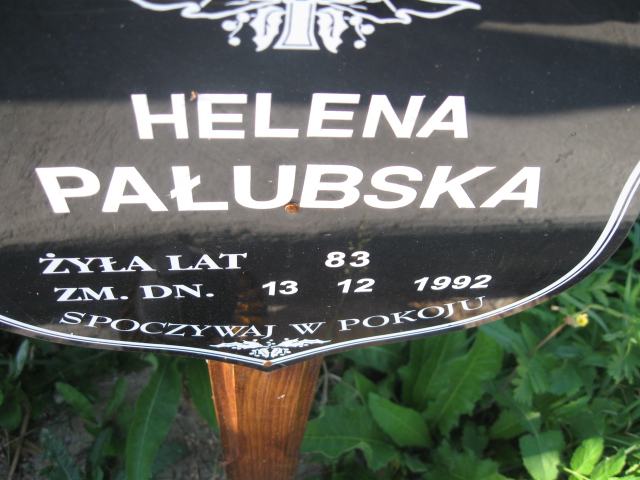 HELENA
PAŁUBSKA
ŻYŁA LAT 83
ZM. DN. 13 12 1992
SPOCZYWAJ W POKOJU